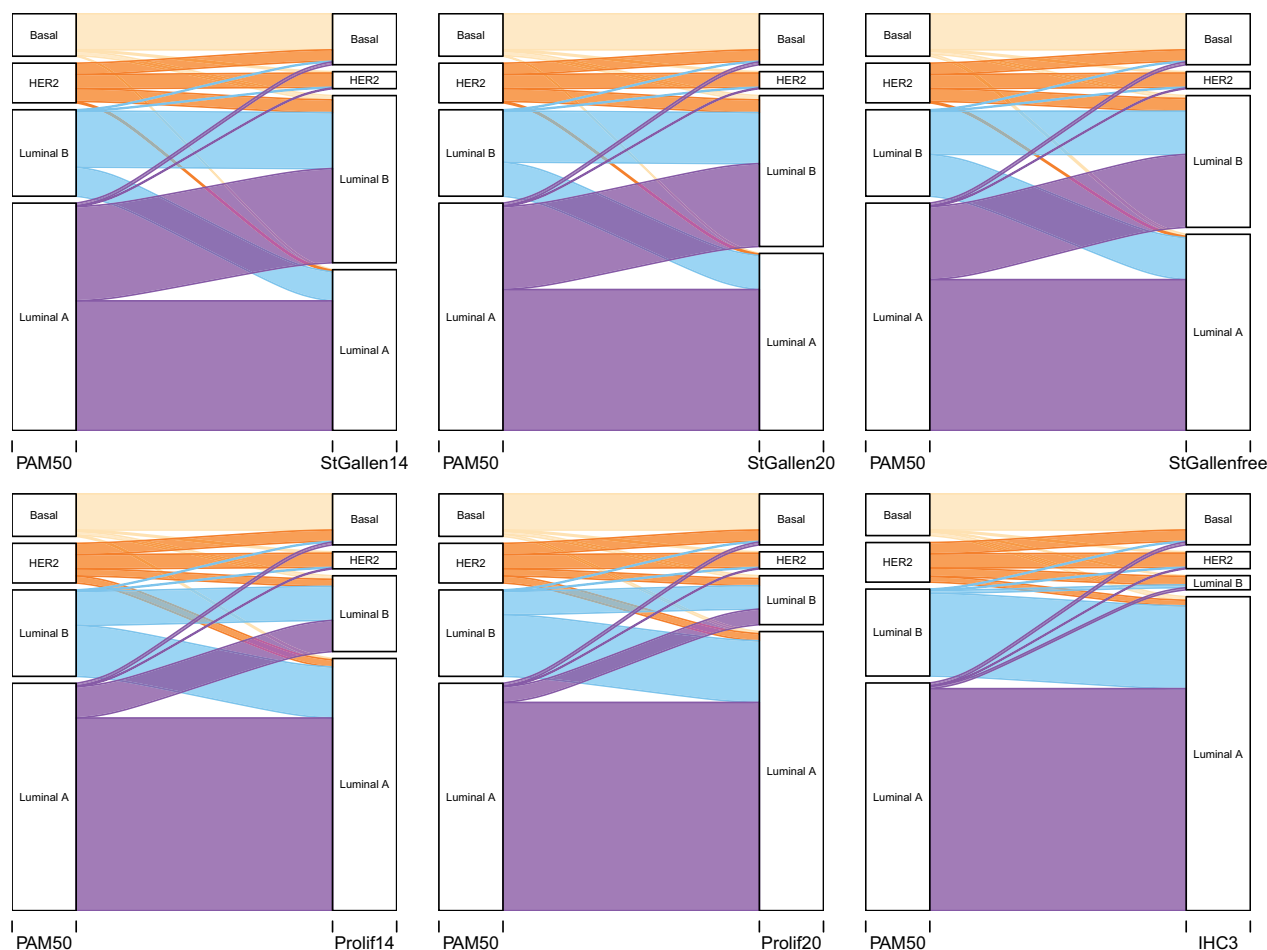 Basal
HER2
Luminal B
Luminal A
Basal
HER2
Luminal B
Luminal A
PAM50
StGallen14
Basal
HER2
Luminal B
Luminal A
Basal
HER2
Luminal B
Luminal A
PAM50
StGallen20
Basal
HER2
Luminal B
Luminal A
Basal
HER2
Luminal B
Luminal A
PAM50
StGallenfree
Basal
HER2
Luminal B
Luminal A
Basal
HER2
Luminal B
Luminal A
PAM50
Prolif14
Basal
HER2
Luminal B
Luminal A
Basal
HER2
Luminal B
Luminal A
PAM50
Prolif20
Basal
HER2
Luminal B
Luminal A
Basal
HER2
Luminal B
Luminal A
PAM50
IHC3